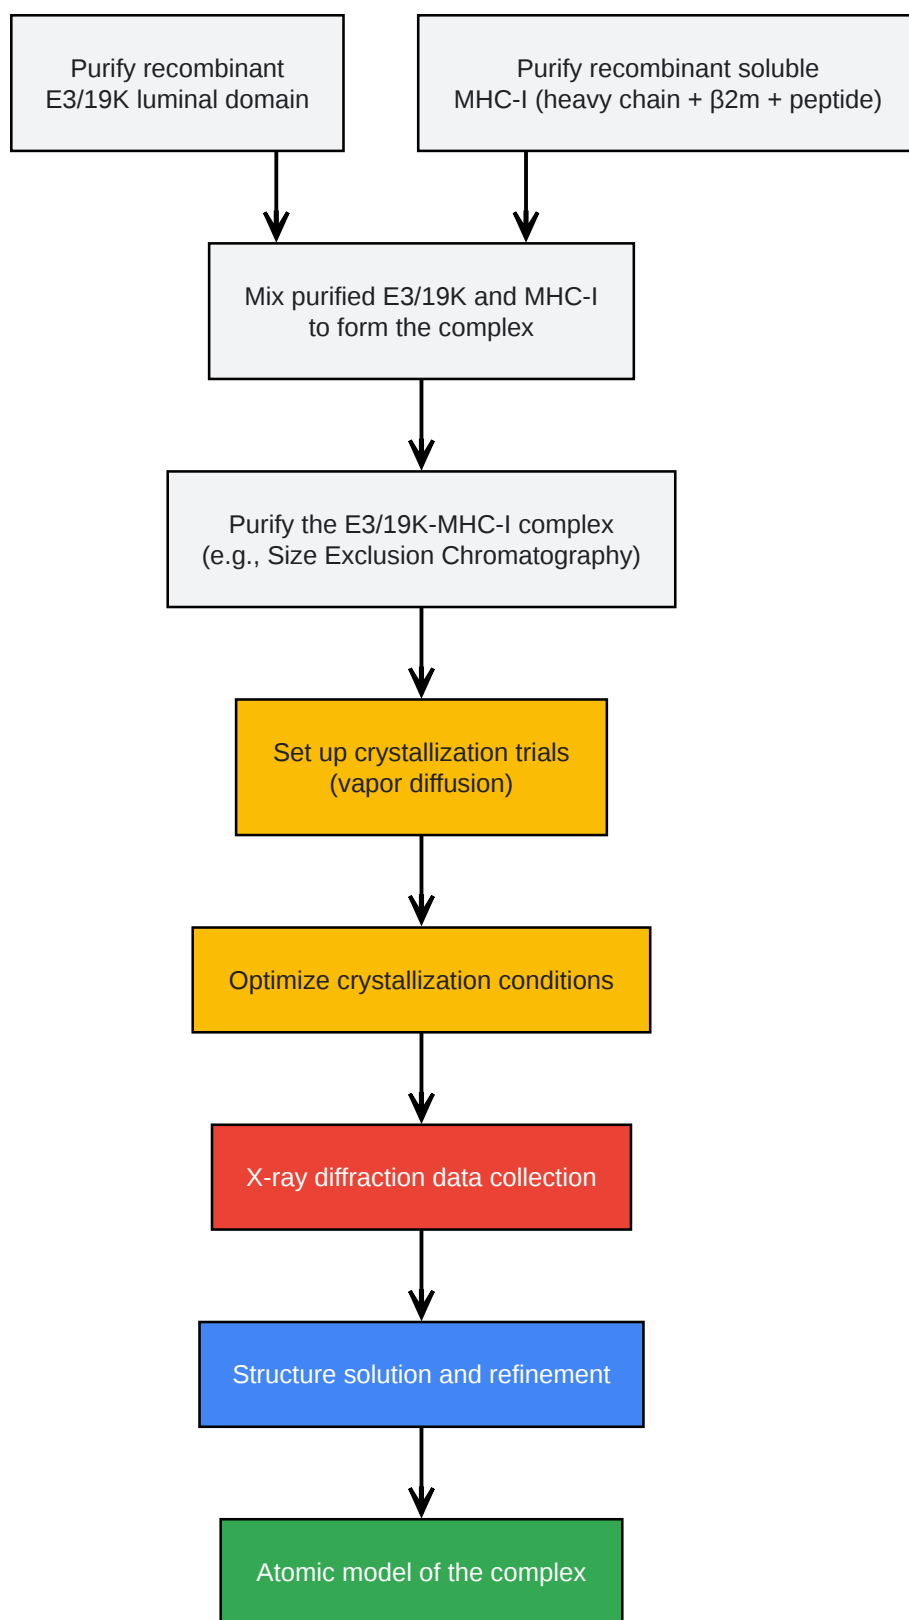 Purify recombinant
E3/19K luminal domain
Purify recombinant soluble
MHC-I (heavy chain + β2m + peptide)
Mix purified E3/19K and MHC-I
to form the complex
Purify the E3/19K-MHC-I complex
(e.g., Size Exclusion Chromatography)
Set up crystallization trials
(vapor diffusion)
Optimize crystallization conditions
X-ray diffraction data collection
Structure solution and refinement
Atomic model of the complex